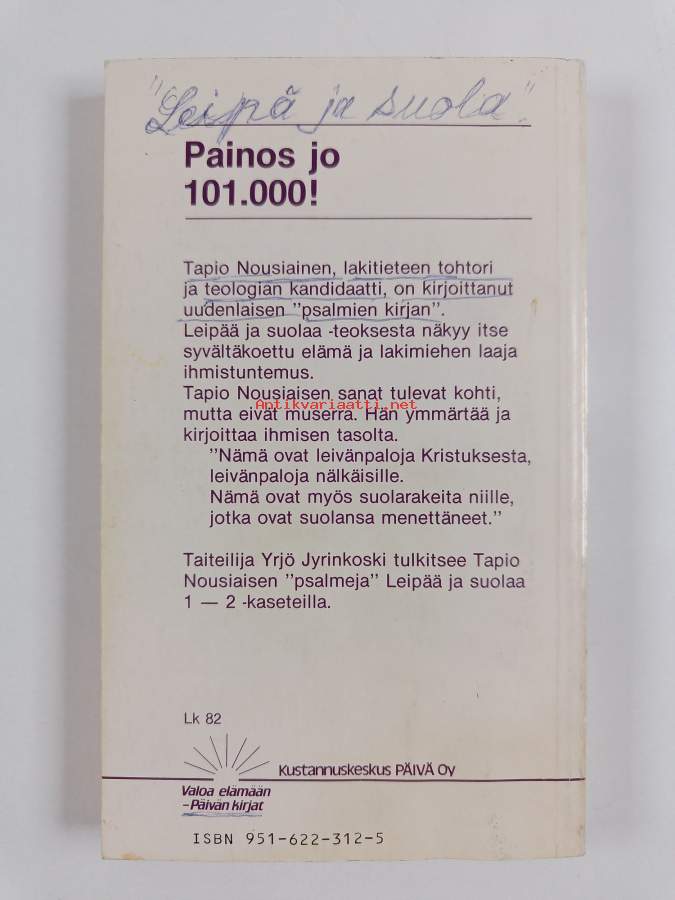 "Leipä ja suola"
Painos jo
101.000!
Tapio Nousiainen, lakitieteen tohtori
ja teologian kandidaatti, on kirjoittanut
uudenlaisen "psalmien kirjan".
Leipää ja suolaa -teoksesta näkyy itse
syvältäkoettu elämä ja lakimiehen laaja
ihmistuntemus.
Tapio Nousiaisen sanat tulevat kohti,
Antikvariaatti.net
mutta eivät muserra. Hän ymmärtää ja
kirjoittaa ihmisen tasolta.
"Nämä ovat leivänpaloja Kristuksesta,
leivänpaloja nälkäisille.
Nämä ovat myös suolarakeita niille,
jotka ovat suolansa menettäneet."
Taiteilija Yrjö Jyrinkoski tulkitsee Tapio
Nousiaisen "psalmeja" Leipää ja suolaa
1 — 2 -kaseteilla.
Lk 82
Kustannuskeskus PÄIVÄ Oy
Valoa elämään
-Päivän kirjat
ISBN 951-622-312-5